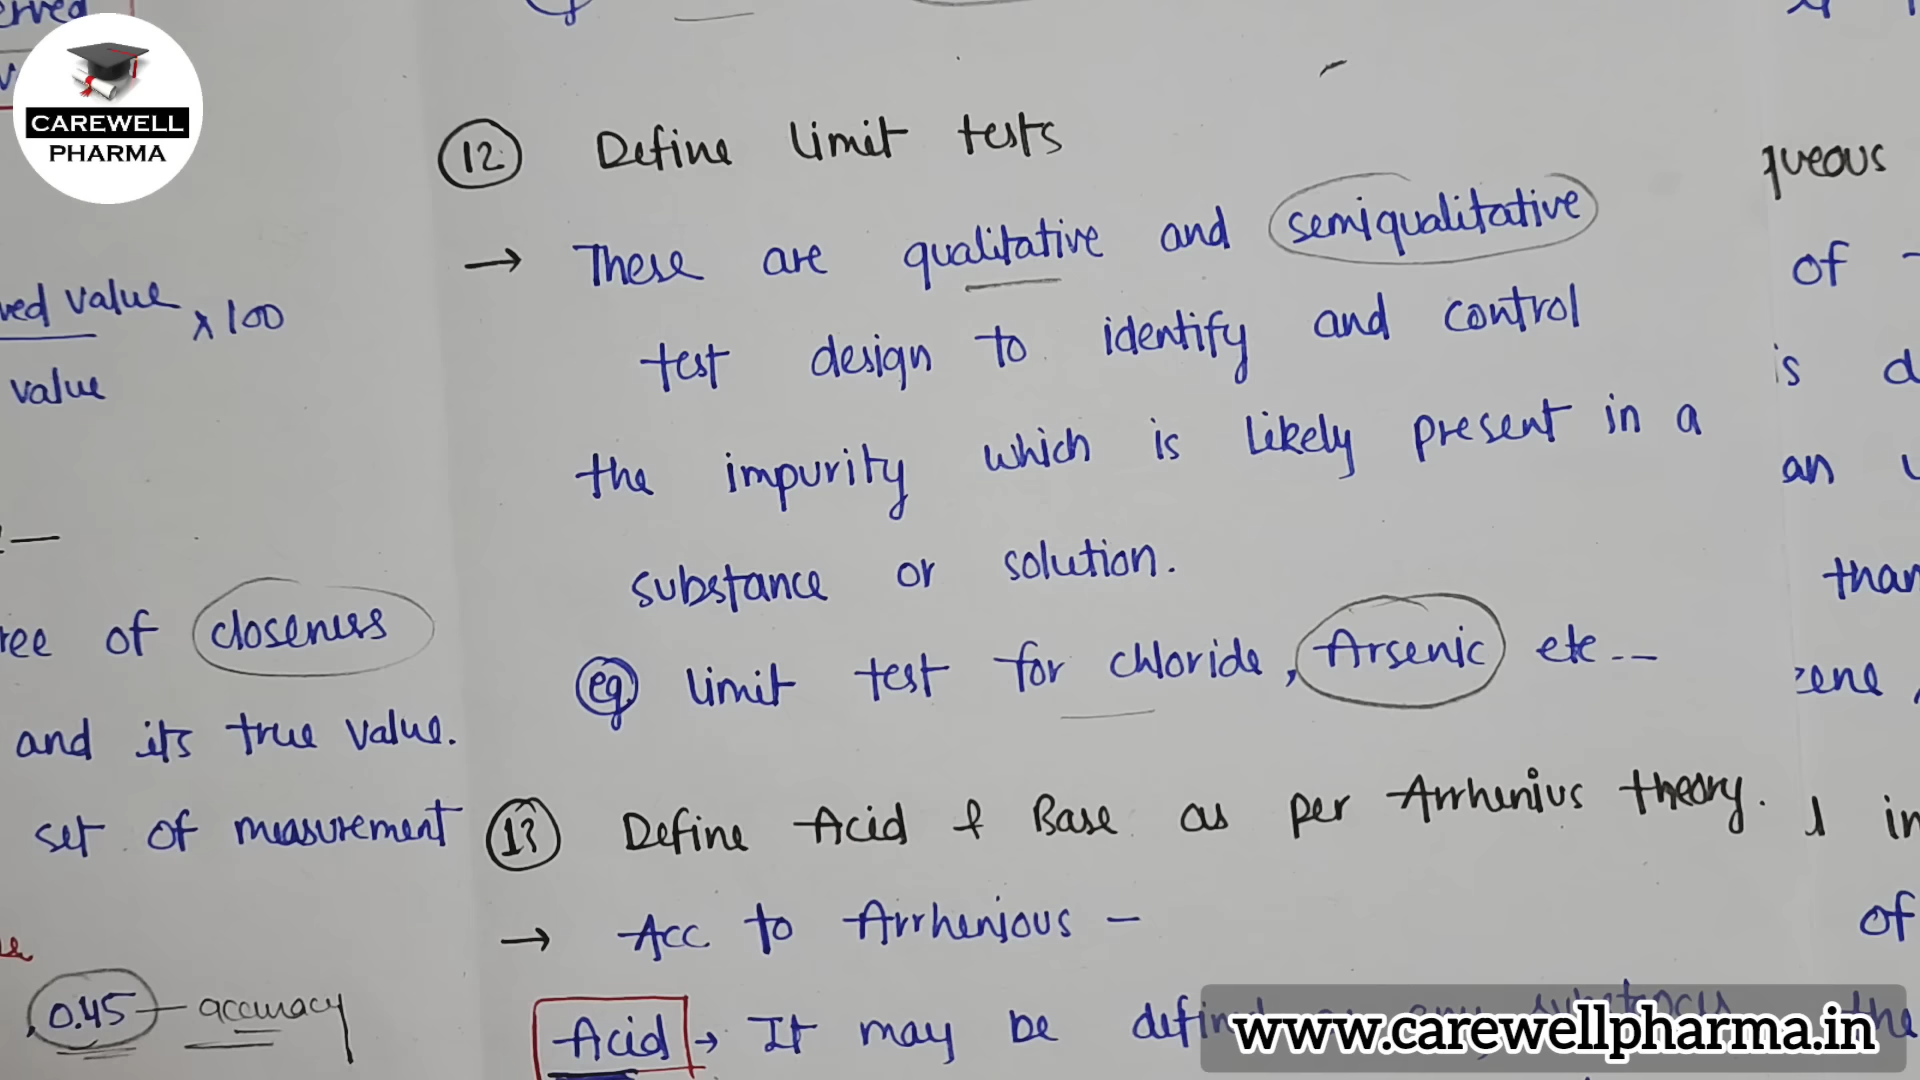 CAREWELL
PHARMA
ved value × 100
value
ree of closeness
and its true value.
set of measurement
0.45 — accuracy
12 Define limit tests
→ These are qualitative and semiqualitative
test design to identify and control
the impurity which is likely present in a
substance or solution.
eg limit test for chloride, Arsenic etc --
13 Define Acid & Base as per Arrhenius theory.
→ Acc to Arrhenious —
Acid → It may be
queous
of
is
an
than
zene
of
www.carewellpharma.in